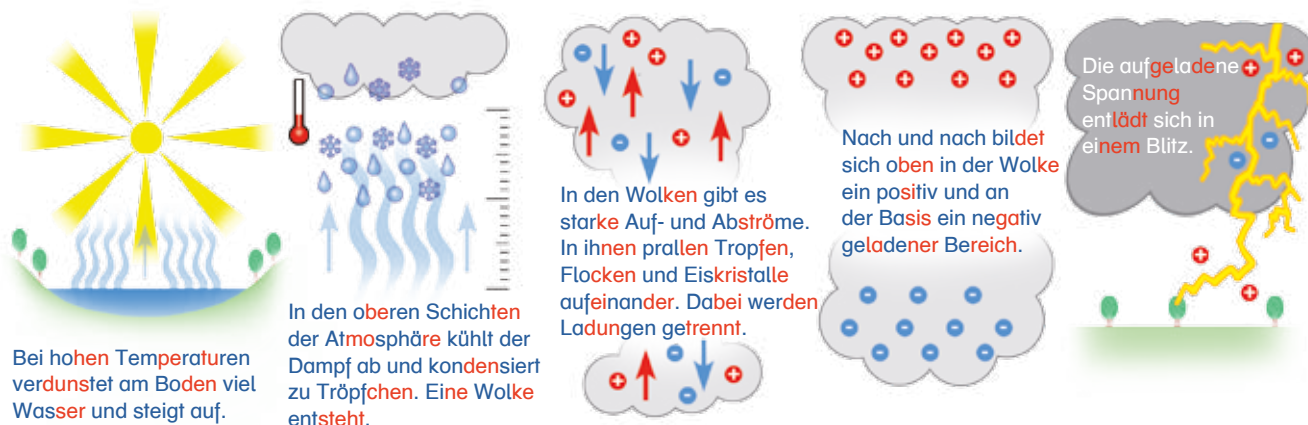 Bei hohen Temperaturen
verdunstet am Boden viel
Wasser und steigt auf.
In den oberen Schichten
der Atmosphäre kühlt der
Dampf ab und kondensiert
zu Tröpfchen. Eine Wolke
entsteht.
In den Wolken gibt es
starke Auf- und Abströme.
In ihnen prallen Tropfen,
Flocken und Eiskristalle
aufeinander. Dabei werden
Ladungen getrennt.
Nach und nach bildet
sich oben in der Wolke
ein positiv und an
der Basis ein negativ
geladener Bereich.
Die aufgeladene
Spannung
entlädt sich in
einem Blitz.